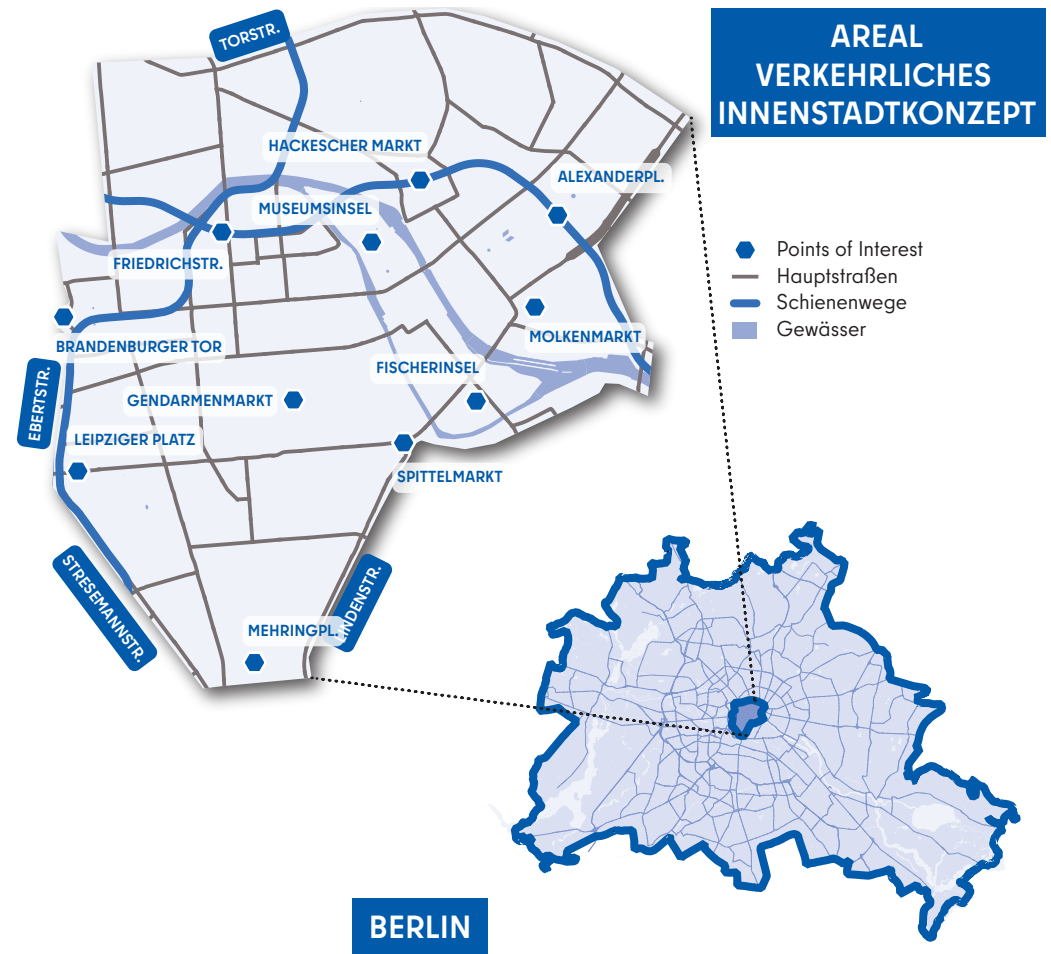 TORSTR.
AREAL
VERKEHRLICHES
INNENSTADTKONZEPT
HACKESCHER MARKT
ALEXANDERPL.
MUSEUMSINSEL
FRIEDRICHSTR.
Points of Interest
Hauptstraßen
Schienenwege
Gewässer
MOLKENMARKT
BRANDENBURGER TOR
FISCHERINSEL
EBERTSTR.
GENDARMENMARKT
LEIPZIGER PLATZ
SPITTELMARKT
STRESEMANNSTR.
LINDENSTR.
MEHRINGPL.
BERLIN